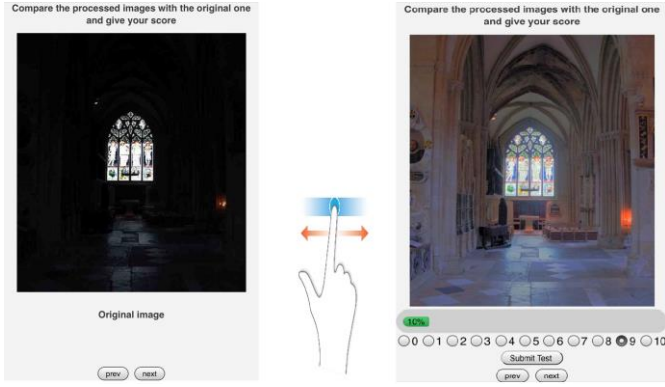 Compare the processed images with the original one
and give your score
Original image
prev next
Compare the processed images with the original one
and give your score
10%
0 1 2 3 4 5 6 7 8 9 10
Submit Test
prev next